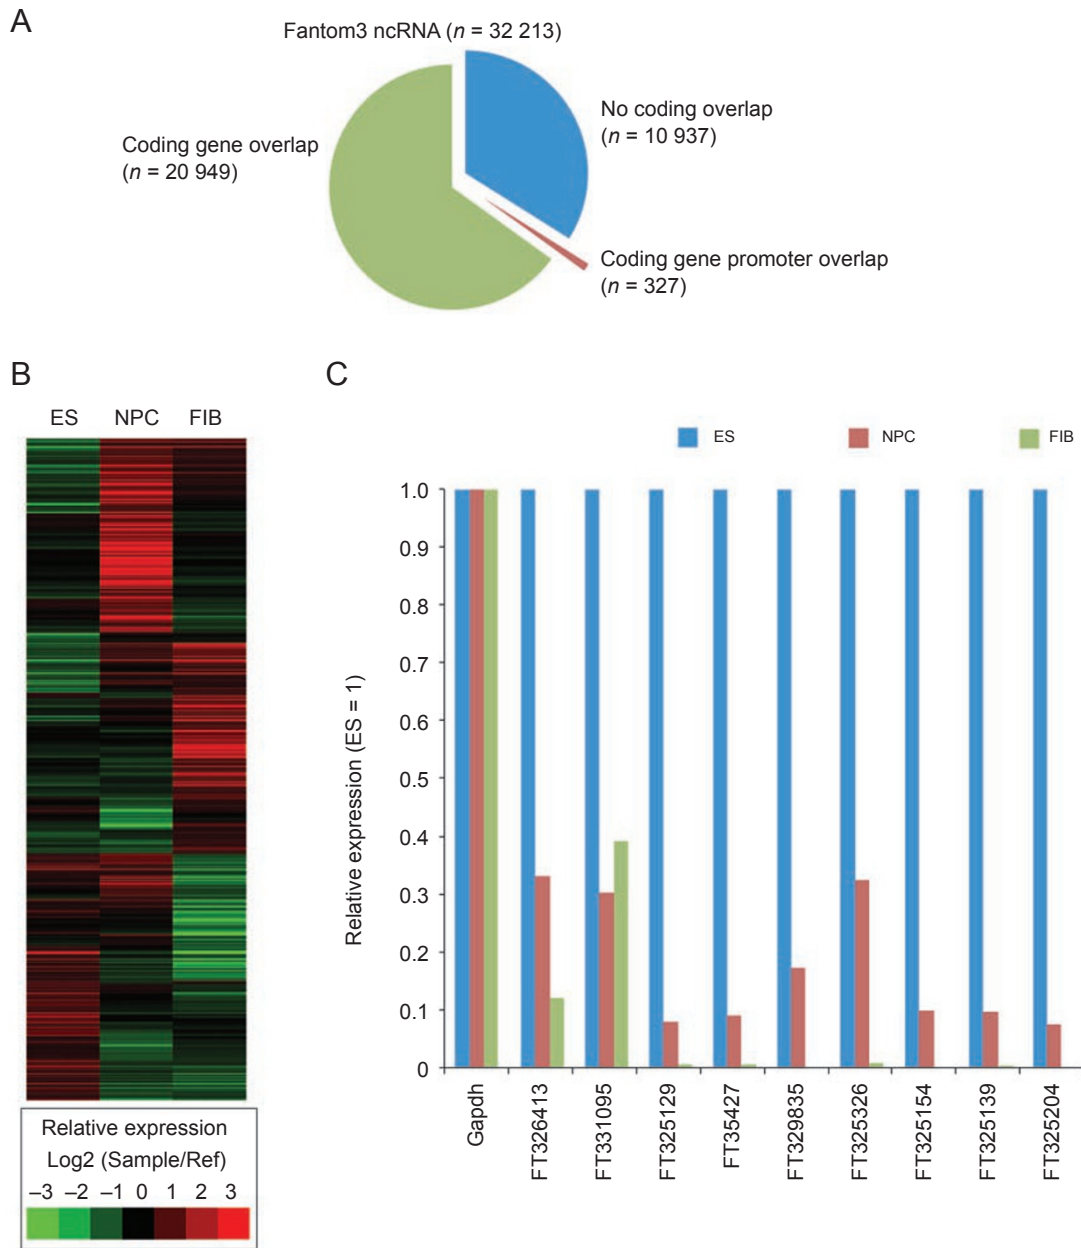 A
Fantom3 ncRNA (n = 32 213)
No coding overlap
(n = 10 937)
Coding gene overlap
(n = 20 949)
Coding gene promoter overlap
(n = 327)
B
ES NPC FIB
Relative expression
Log2 (Sample/Ref)
–3 –2 –1 0 1 2 3
C
ES NPC FIB
Relative expression (ES = 1)
1.0
0.9
0.8
0.7
0.6
0.5
0.4
0.3
0.2
0.1
0
Gapdh
FT326413
FT331095
FT325129
FT35427
FT329835
FT325326
FT325154
FT325139
FT325204